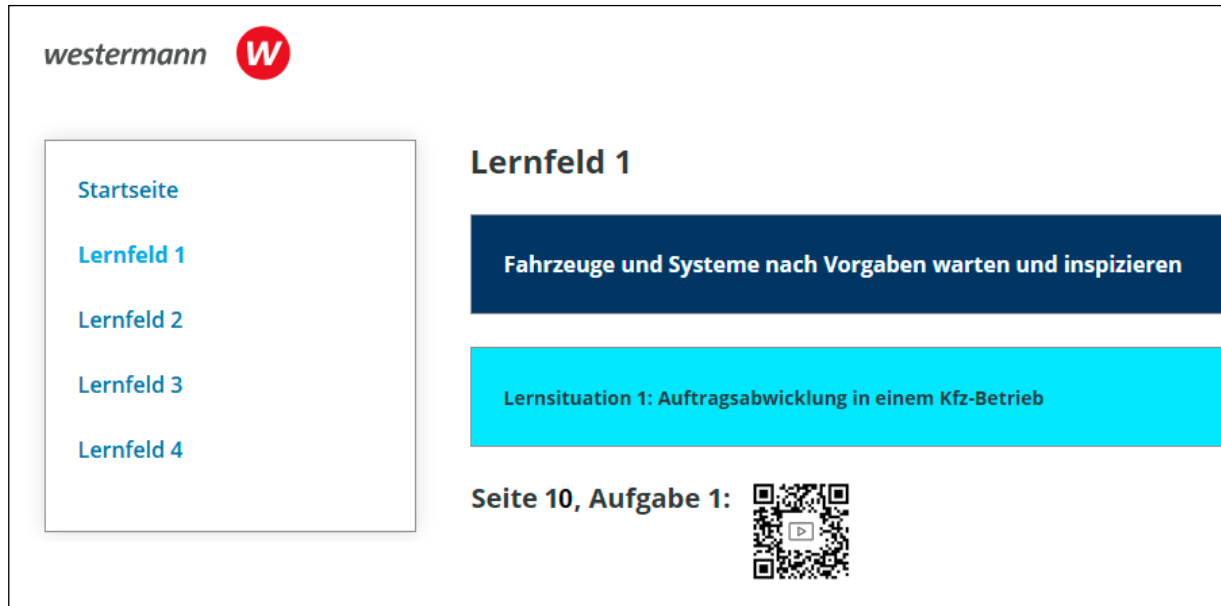 westermann W
Startseite
Lernfeld 1
Lernfeld 2
Lernfeld 3
Lernfeld 4
Lernfeld 1
Fahrzeuge und Systeme nach Vorgaben warten und inspizieren
Lernsituation 1: Auftragsabwicklung in einem Kfz-Betrieb
Seite 10, Aufgabe 1: